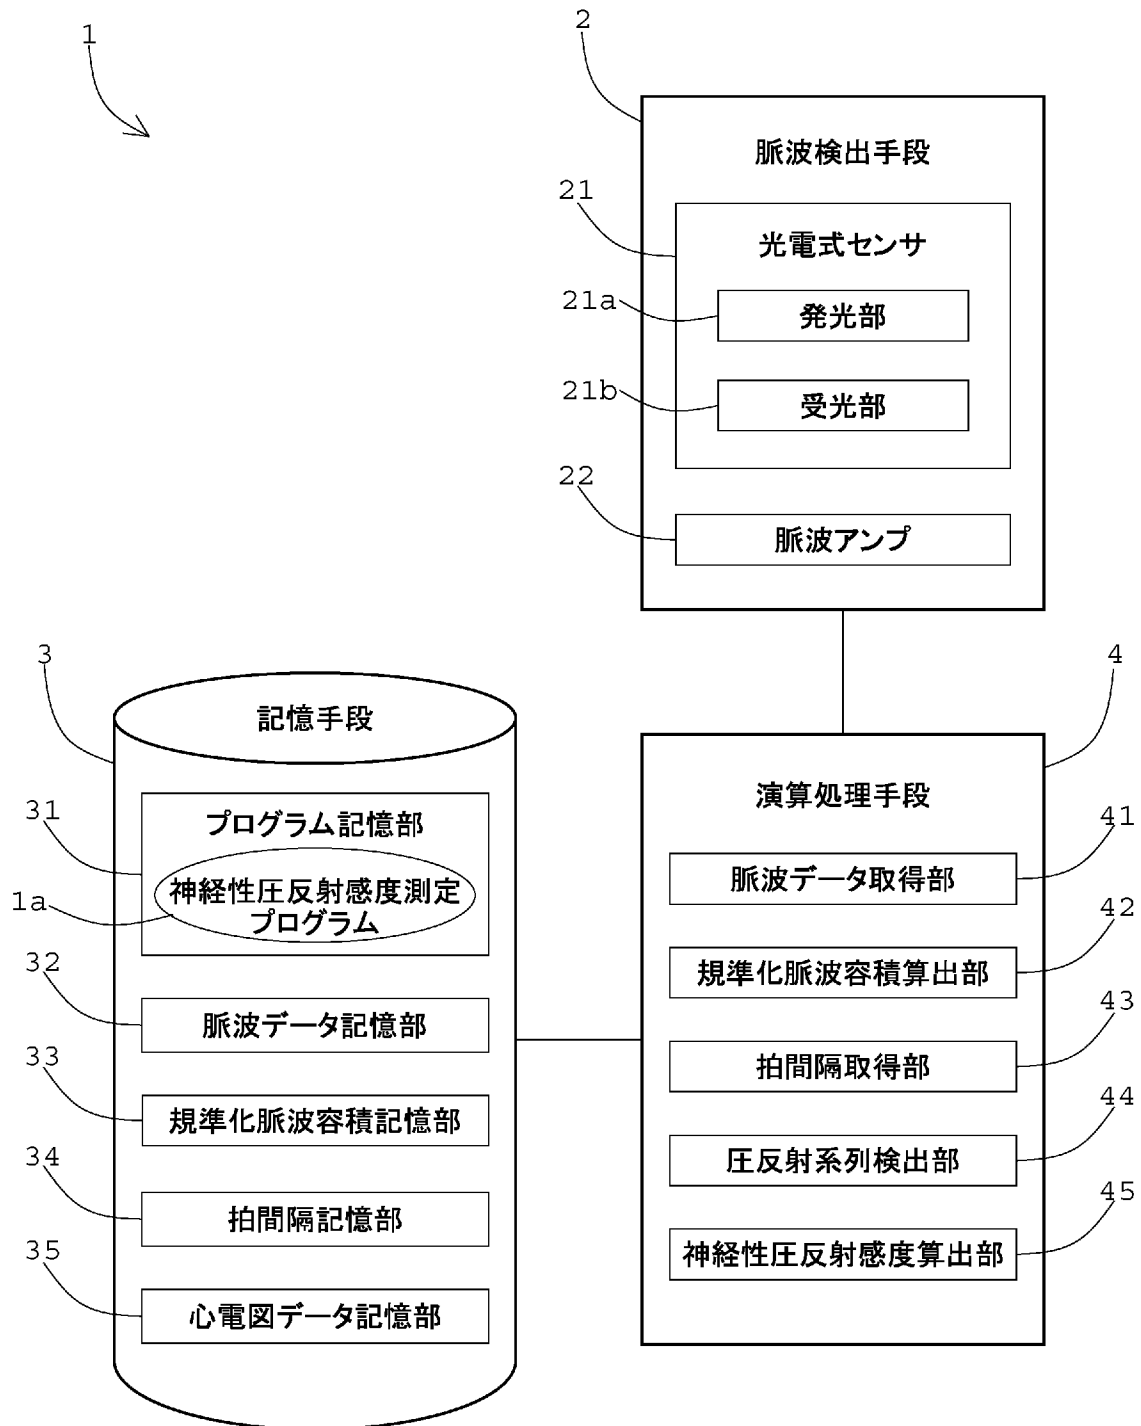 1
2
脈波検出手段
21
光電式センサ
21a
発光部
21b
受光部
22
脈波アンプ
3
記憶手段
31
プログラム記憶部
1a
神経性圧反射感度測定
プログラム
32
脈波データ記憶部
33
規準化脈波容積記憶部
34
拍間隔記憶部
35
心電図データ記憶部
4
演算処理手段
41
脈波データ取得部
42
規準化脈波容積算出部
43
拍間隔取得部
44
圧反射系列検出部
45
神経性圧反射感度算出部